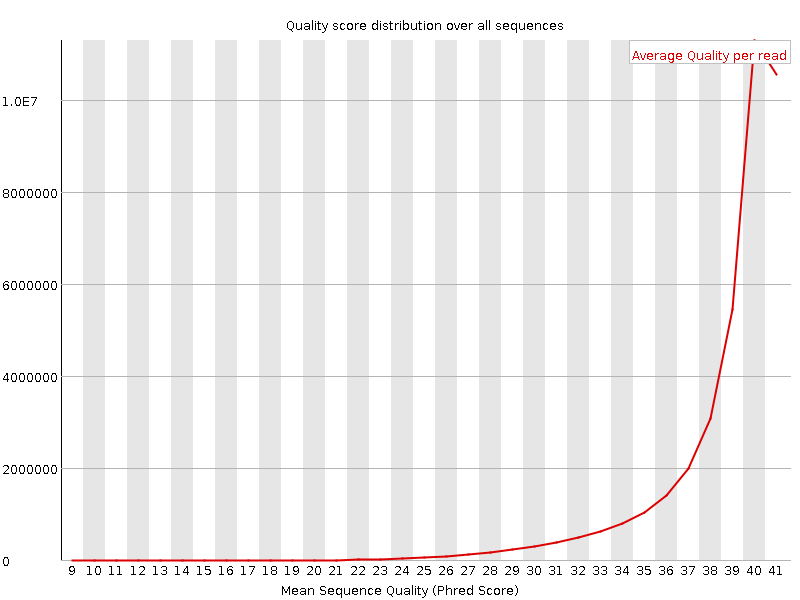 Quality score distribution over all sequences
Average Quality per read
1.0E7
8000000
6000000
4000000
2000000
0
9 10 11 12 13 14 15 16 17 18 19 20 21 22 23 24 25 26 27 28 29 30 31 32 33 34 35 36 37 38 39 40 41
Mean Sequence Quality (Phred Score)